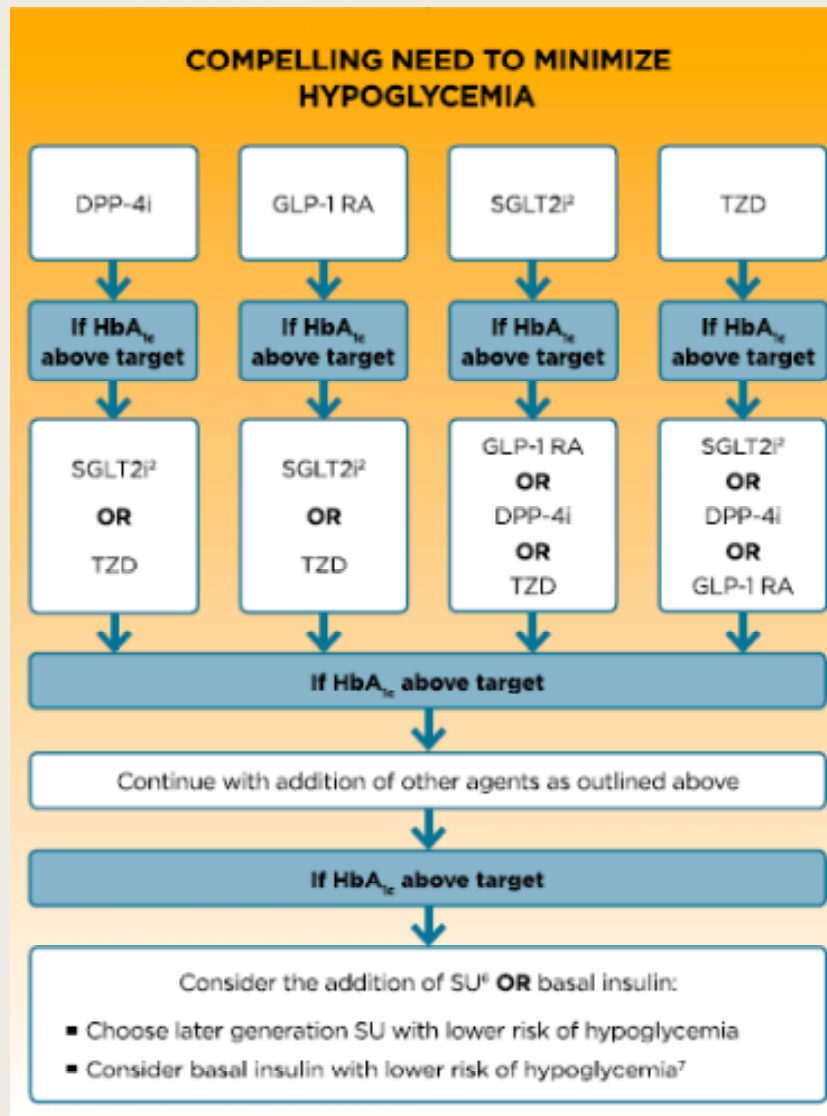 COMPELLING NEED TO MINIMIZE
HYPOGLYCEMIA
DPP-4i
GLP-1 RA
SGLT2i²
TZD
If HbA₁c
above target
If HbA₁c
above target
If HbA₁c
above target
If HbA₁c
above target
SGLT2i²
OR
TZD
SGLT2i²
OR
TZD
GLP-1 RA
OR
DPP-4i
OR
TZD
SGLT2i²
OR
DPP-4i
OR
GLP-1 RA
If HbA₁c above target
Continue with addition of other agents as outlined above
If HbA₁c above target
Consider the addition of SU⁶ OR basal insulin:
▪ Choose later generation SU with lower risk of hypoglycemia
▪ Consider basal insulin with lower risk of hypoglycemia⁷